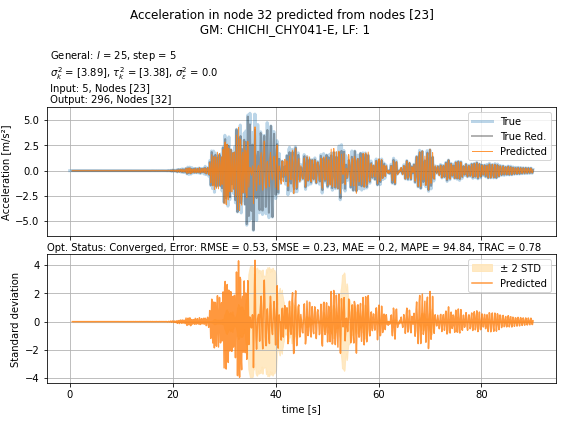 Acceleration in node 32 predicted from nodes [23]
GM: CHICHI_CHY041-E, LF: 1
General: l = 25, step = 5
σ²ₖ = [3.89], τ²ₖ = [3.38], σ²ε = 0.0
Input: 5, Nodes [23]
Output: 296, Nodes [32]
Acceleration [m/s²]
5.0
2.5
0.0
−2.5
−5.0
True
True Red.
Predicted
Opt. Status: Converged, Error: RMSE = 0.53, SMSE = 0.23, MAE = 0.2, MAPE = 94.84, TRAC = 0.78
Standard deviation
4
2
0
−2
−4
± 2 STD
Predicted
0 20 40 60 80
time [s]